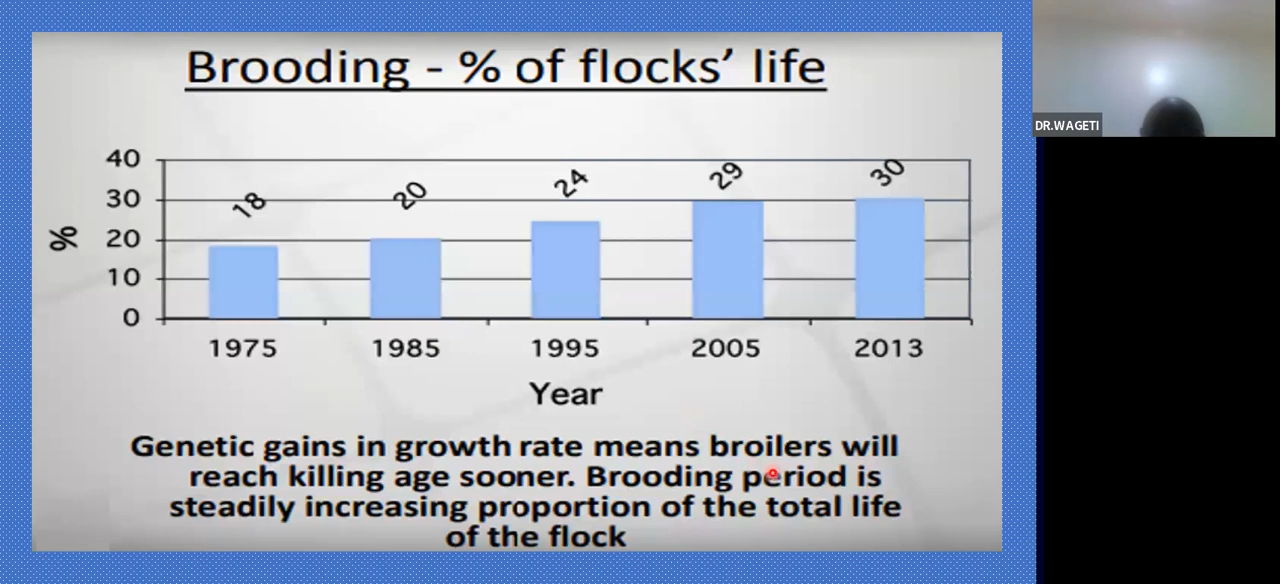 Brooding - % of flocks’ life
DR.WAGETI
40
30
20
10
0
%
18
20
24
29
30
1975 1985 1995 2005 2013
Year
Genetic gains in growth rate means broilers will
reach killing age sooner. Brooding period is
steadily increasing proportion of the total life
of the flock